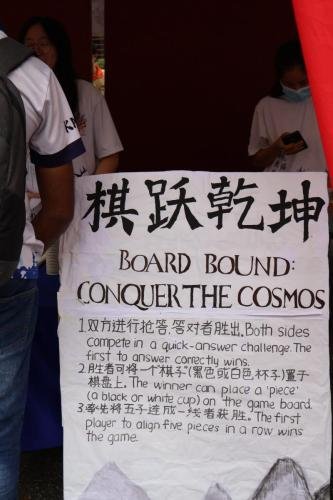 棋跃乾坤
BOARD BOUND:
CONQUER THE COSMOS
1.双方进行抢答,答对者胜出,Both sides
compete in a quick-answer challenge. The
first to answer correctly wins.
2.胜者可将一个"棋子"(黑色或白色杯子)置于
棋盘上。The winner can place a 'piece'
(a black or white cup) on the game board.
3.率先将五子连成一线者获胜。The first
player to align five pieces in a row wins
the game.